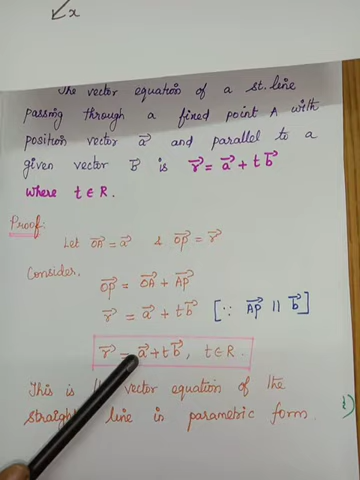 x
The vector equation of a st.line
passing through a fixed point A with
position vector a⃗ and parallel to a
given vector b⃗ is r⃗ = a⃗ + t b⃗
where t ∈ R.
Proof:
Let OA⃗ = a⃗ & OP⃗ = r⃗
Consider,
OP⃗ = OA⃗ + AP⃗
r⃗ = a⃗ + t b⃗ [∵ AP⃗ || b⃗]
r⃗ = a⃗ + t b⃗, t ∈ R.
This is the vector equation of the
straight line in parametric form.